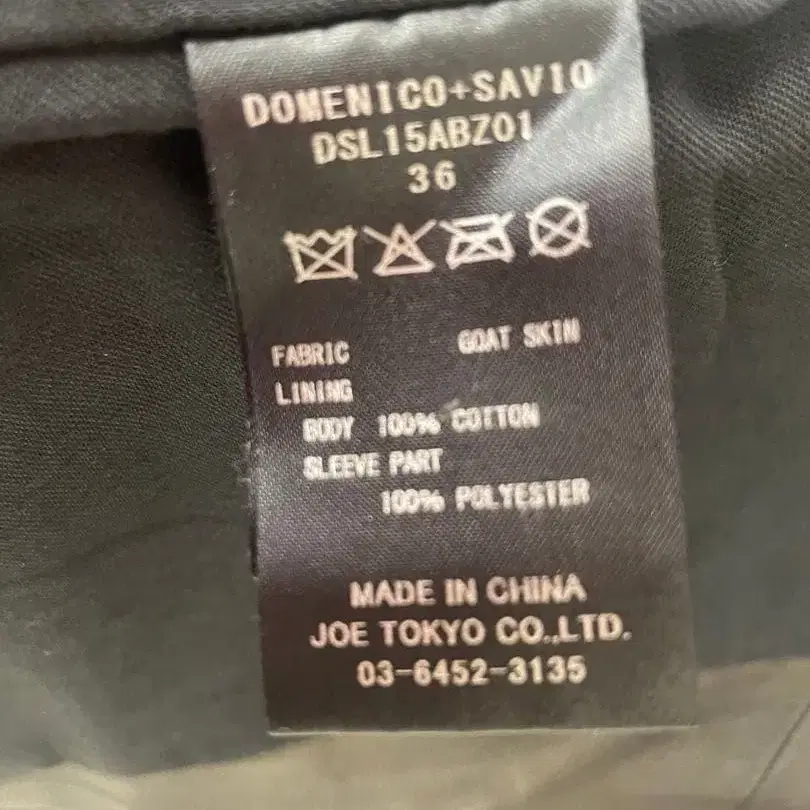 DOMENICO+SAVIO
DSL15ABZ01
36
FABRIC GOAT SKIN
LINING
BODY 100% COTTON
SLEEVE PART
100% POLYESTER
MADE IN CHINA
JOE TOKYO CO.,LTD.
03-6452-3135